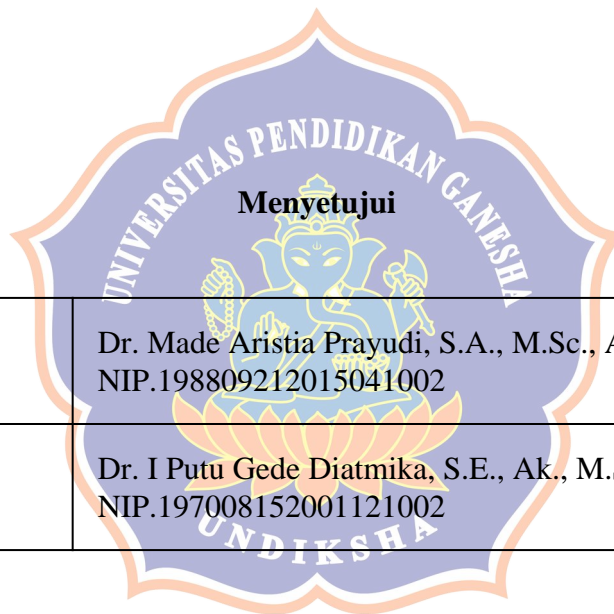 UNIVERSITAS PENDIDIKAN GANESHA
Menyetujui
Dr. Made Aristia Prayudi, S.A., M.Sc., A
NIP.198809212015041002
Dr. I Putu Gede Diatmika, S.E., Ak., M.S
NIP.197008152001121002
UNDIKSHA